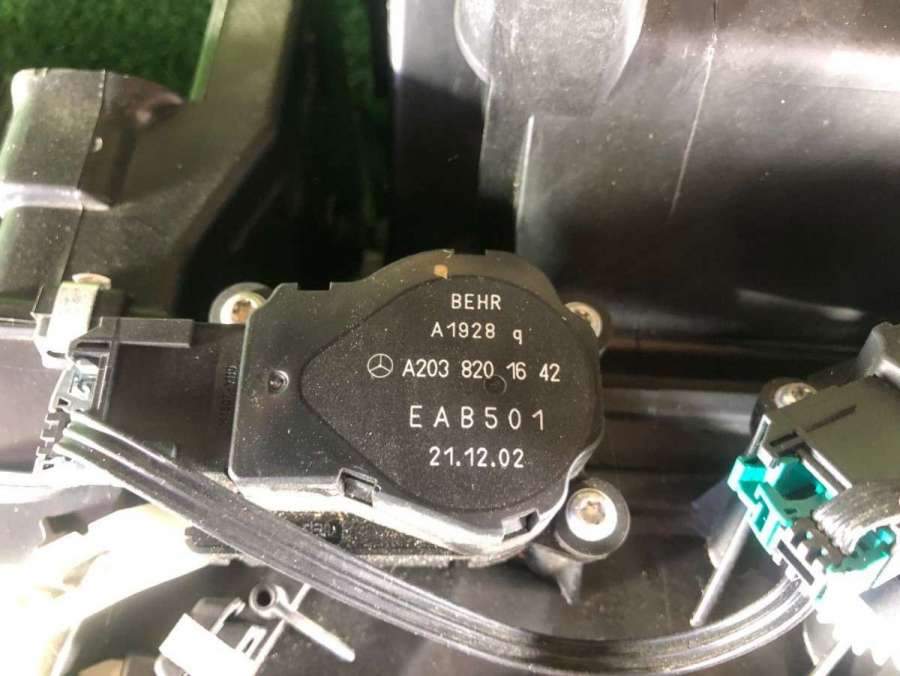 BEHR
A1928 q
A203 820 16 42
EAB501
21.12.02